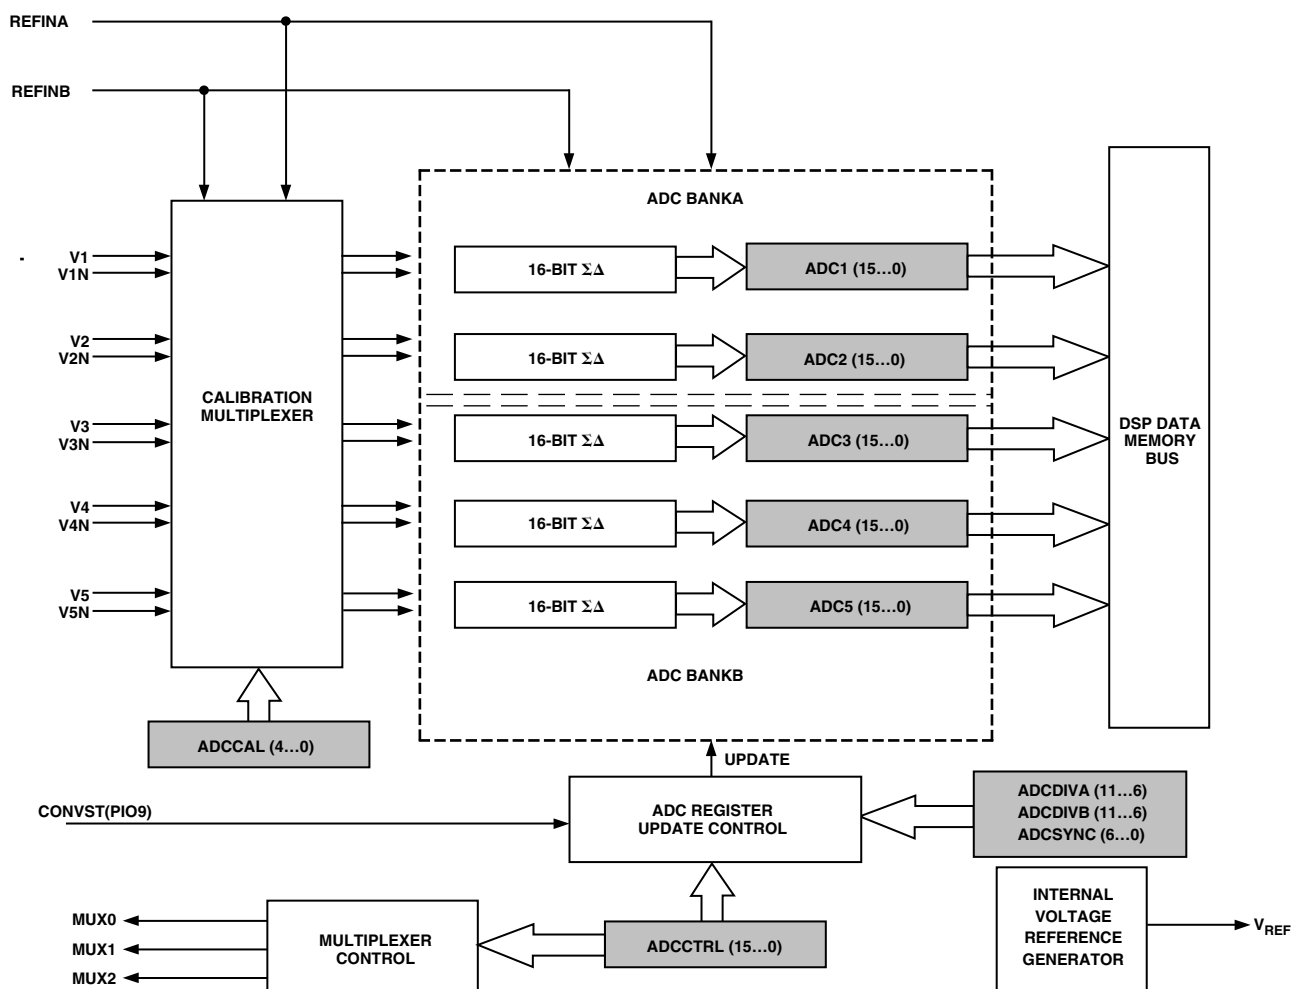 REFINA
REFINB
ADC BANKA
V1
V1N
16-BIT ΣΔ
ADC1 (15...0)
V2
V2N
16-BIT ΣΔ
ADC2 (15...0)
CALIBRATION
MULTIPLEXER
V3
V3N
16-BIT ΣΔ
ADC3 (15...0)
DSP DATA
MEMORY
BUS
V4
V4N
16-BIT ΣΔ
ADC4 (15...0)
V5
V5N
16-BIT ΣΔ
ADC5 (15...0)
ADC BANKB
ADCCAL (4...0)
UPDATE
CONVST(PIO9)
ADC REGISTER
UPDATE CONTROL
ADCDIVA (11...6)
ADCDIVB (11...6)
ADCSYNC (6...0)
MUX0
MUX1
MUX2
MULTIPLEXER
CONTROL
ADCCTRL (15...0)
INTERNAL
VOLTAGE
REFERENCE
GENERATOR
VREF